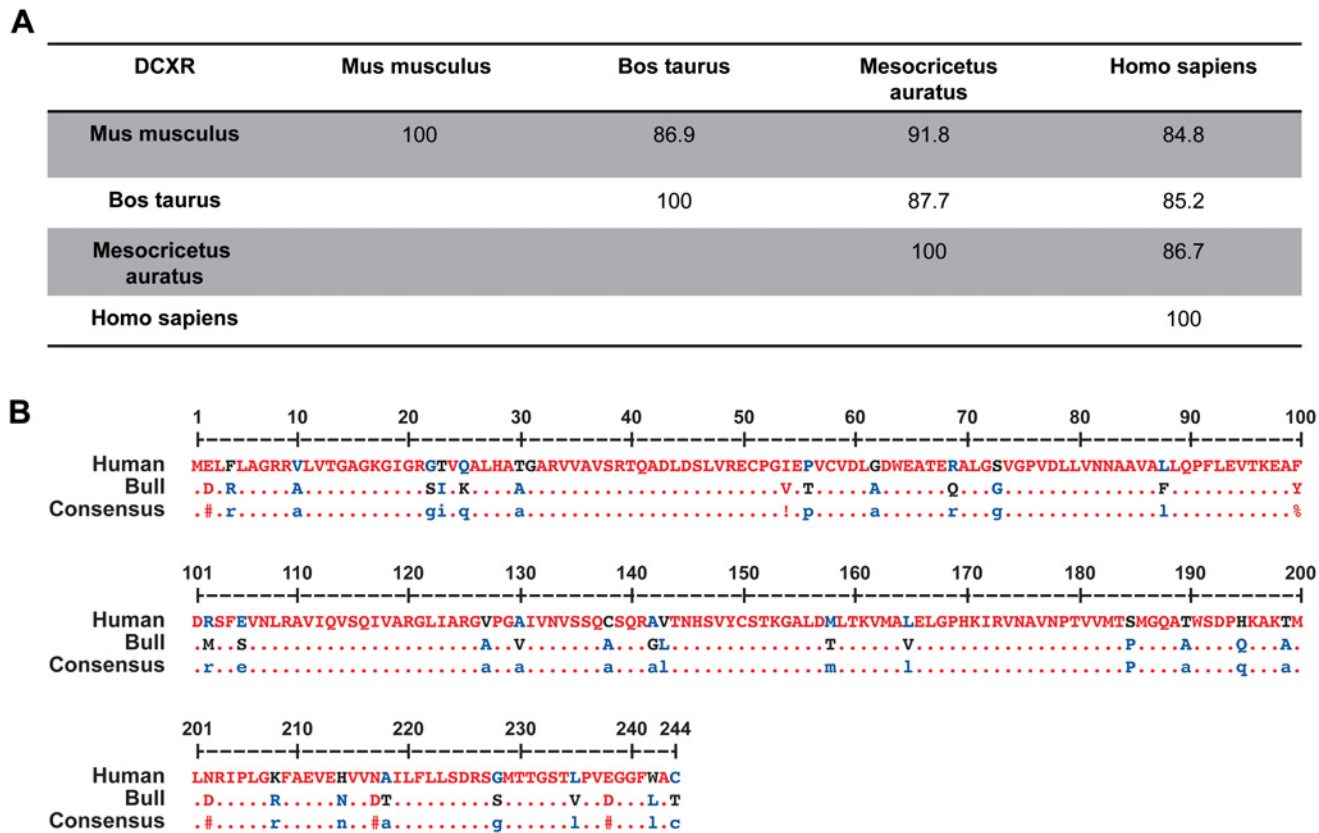 A
DCXR Mus musculus Bos taurus Mesocricetus auratus Homo sapiens
Mus musculus 100 86.9 91.8 84.8
Bos taurus 100 87.7 85.2
Mesocricetus auratus 100 86.7
Homo sapiens 100
B
1 10 20 30 40 50 60 70 80 90 100
Human MELFLAGRRVLVTGAGKGIGRGTVQALHATGARVVAVSRTQADLDSLVRECPGIEPVCVDLGDWEATERALGSVGPVDLLVNNAAVALLQPFLEVTKEAF
Bull .D.R.....A...........SI.K....A.......................V.T.....A......Q...G..............F...........Y
Consensus .#.r.....a...........gi.q....a.......................!.p.....a......r...g..............l...........%
101 110 120 130 140 150 160 170 180 190 200
Human DRSFEVNLRAVIQVSQIVARGLIARGVPGAIVNVSSQCSQRAVTNHSVYCSTKGALDMLTKVMALELGPHKIRVNAVNPTVVMTSMGQATWSDPHKAKTM
Bull .M..S.....................A..V.......A...GL..............T......V...................P....A....Q...A.
Consensus .r..e.....................a..a.......a...al..............m......l...................P....a....q...a.
201 210 220 230 240 244
Human LNRIPLGKFAEVEHVVNAILFLLSDRSGMTTGSTLPVEGGFWAC
Bull .D.....R.....N..DT.........S......V..D...L.T
Consensus .#.....r.....n..#a.........g......l..#...l.c